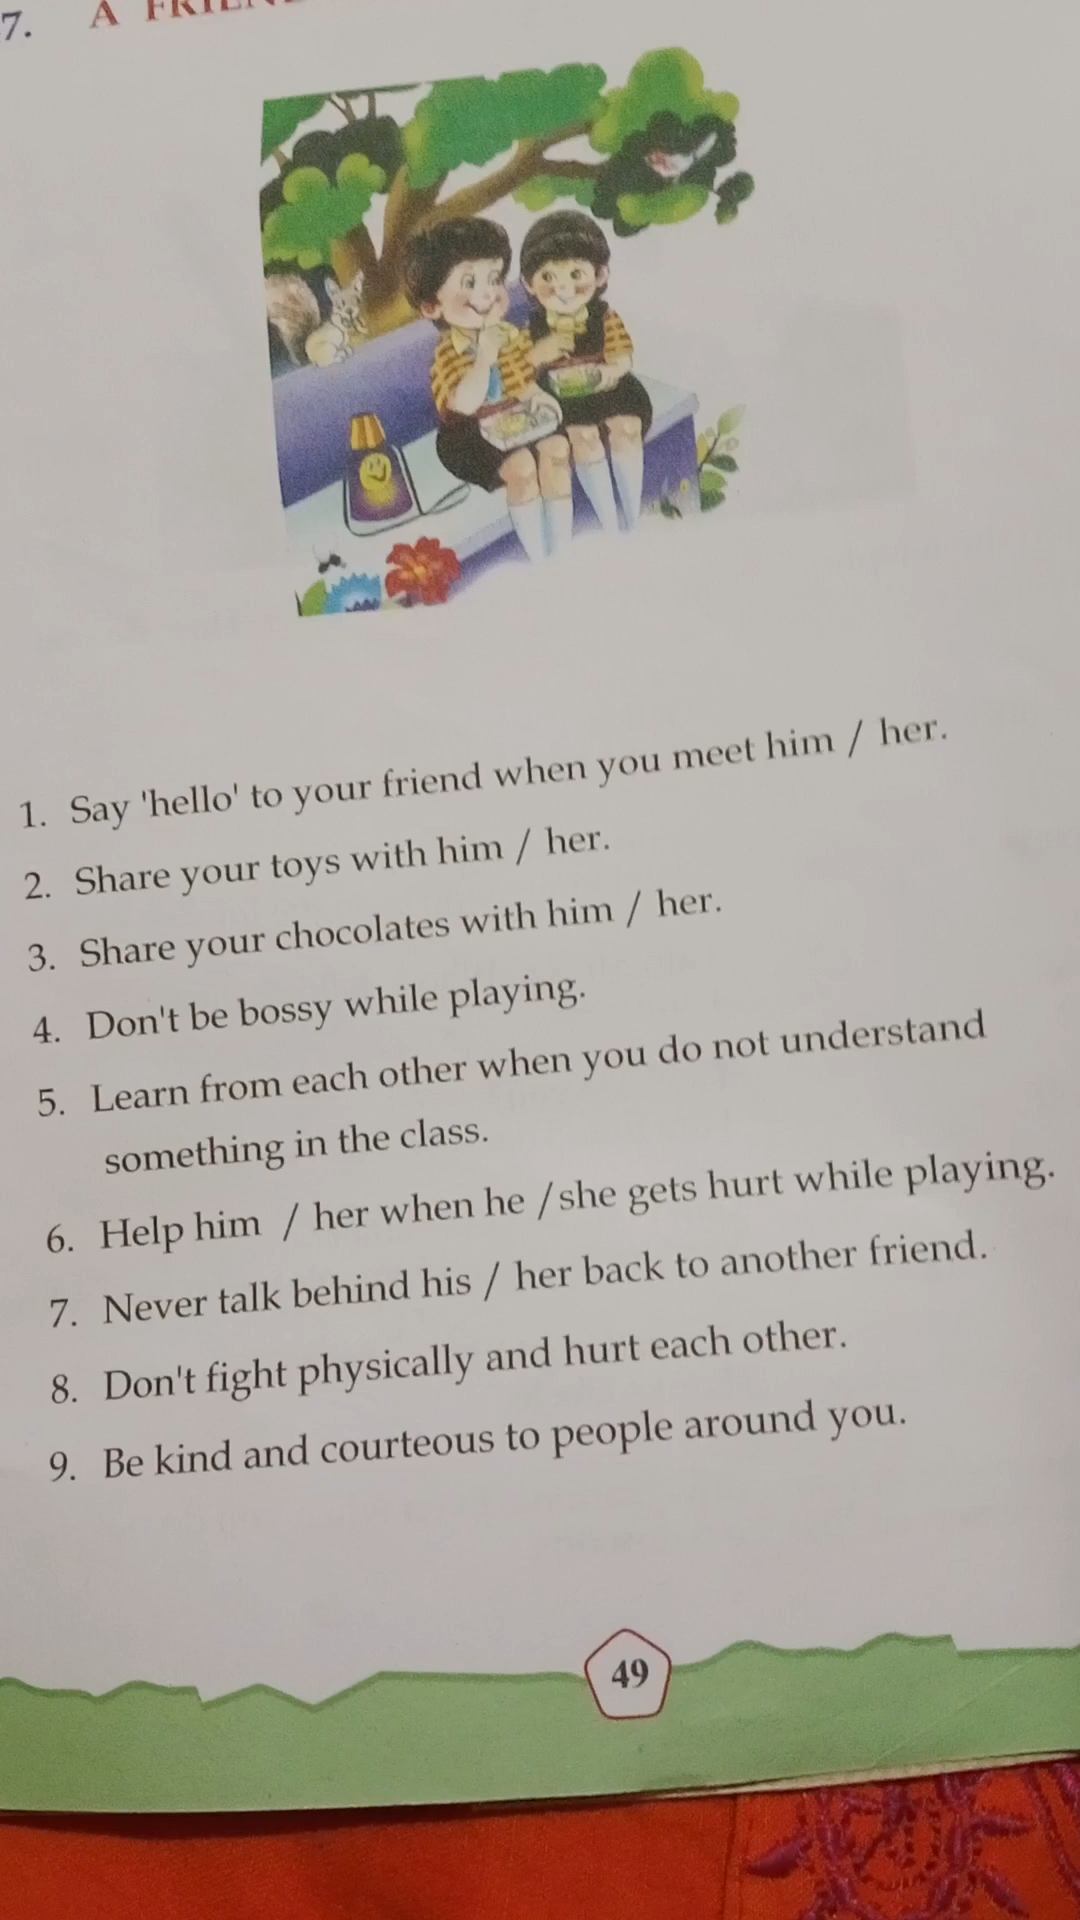 7. A
1. Say 'hello' to your friend when you meet him / her.
2. Share your toys with him / her.
3. Share your chocolates with him / her.
4. Don't be bossy while playing.
5. Learn from each other when you do not understand
something in the class.
6. Help him / her when he /she gets hurt while playing.
7. Never talk behind his / her back to another friend.
8. Don't fight physically and hurt each other.
9. Be kind and courteous to people around you.
49